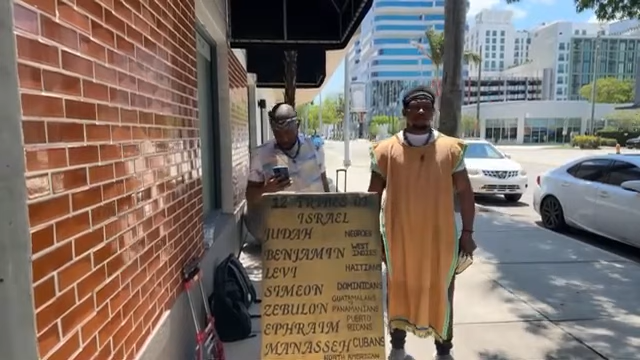 12 TRIBES OF
ISRAEL
JUDAH NEGROES
BENJAMIN WEST INDIES
LEVI HAITIANS
SIMEON DOMINICANS
ZEBULON GUATAMALANS PANAMANIANS
EPHRAIM PUERTO RICANS
MANASSEH CUBANS
NORTH AMERICAN